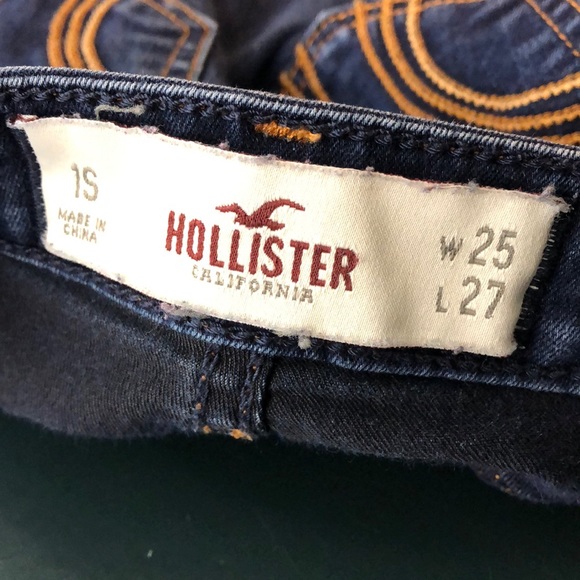 1S
MADE IN
CHINA
HOLLISTER
CALIFORNIA
W 25
L 27